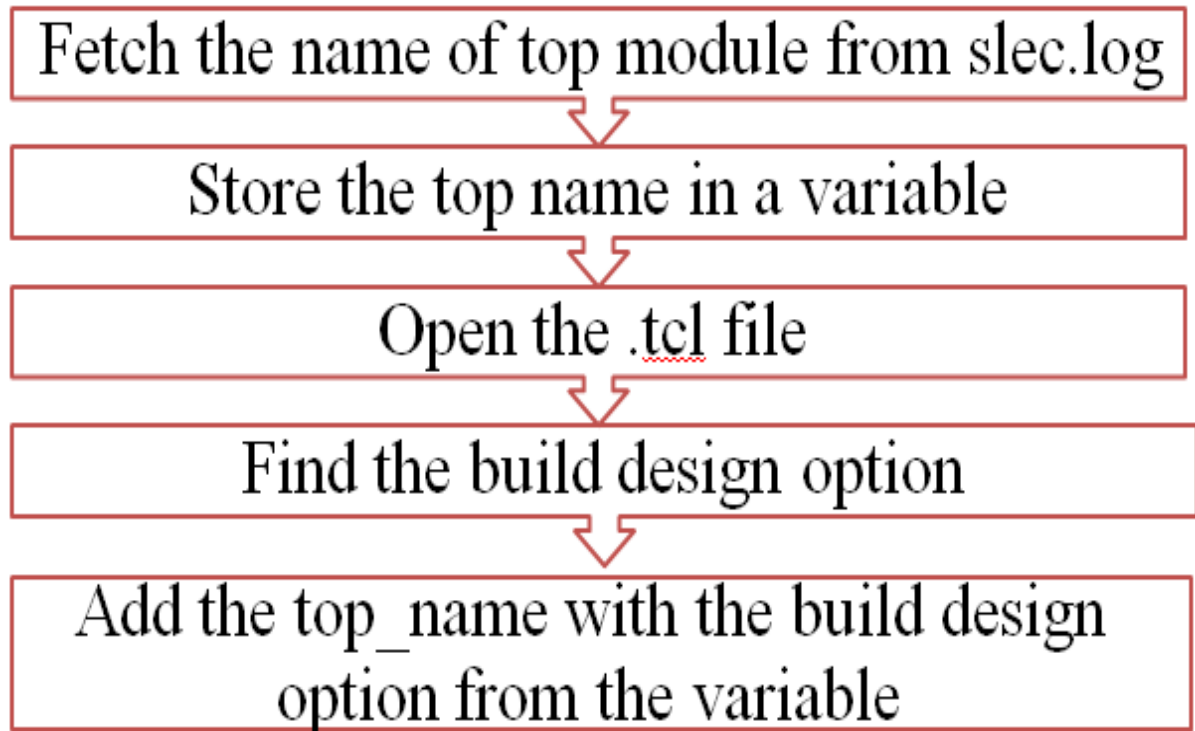 Fetch the name of top module from slec.log
Store the top name in a variable
Open the .tcl file
Find the build design option
Add the top_name with the build design
option from the variable